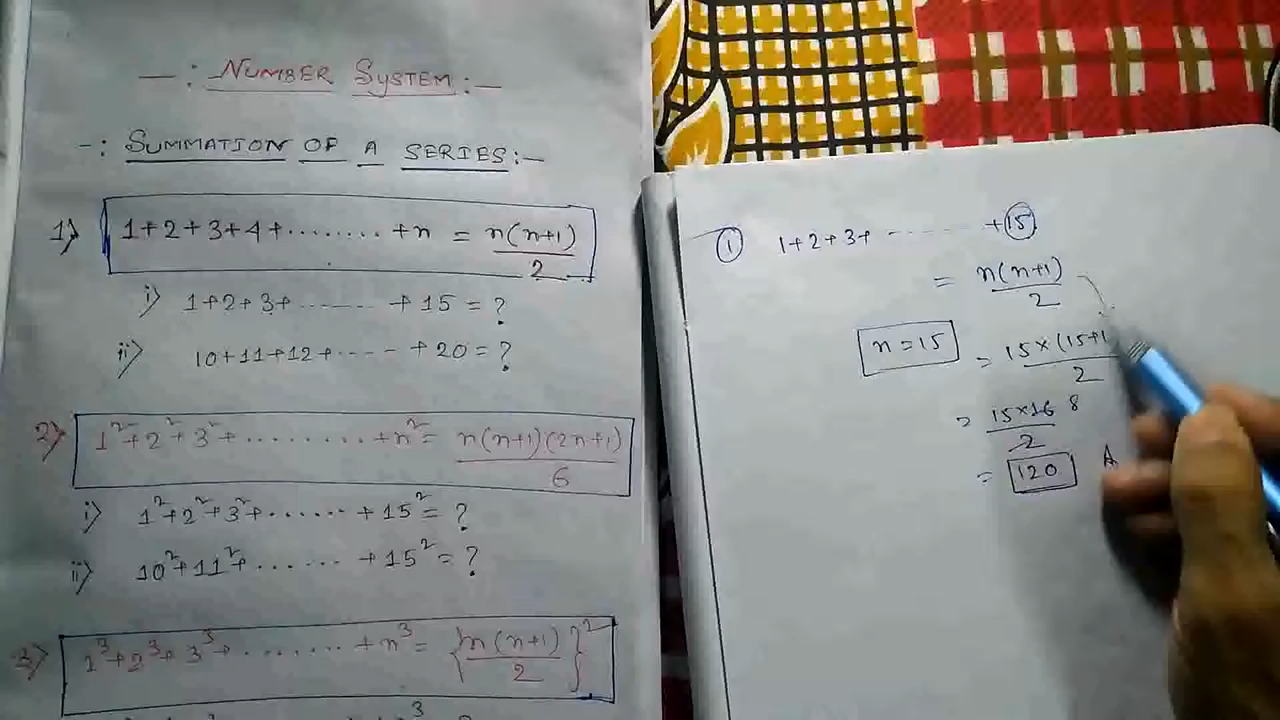 -: NUMBER SYSTEM :-
-: SUMMATION OF A SERIES :-
1) 1+2+3+4+........+n = n(n+1)/2
i) 1+2+3+.......+15 = ?
ii) 10+11+12+.....+20 = ?
2) 1²+2²+3²+..........+n² = n(n+1)(2n+1)/6
i) 1²+2²+3²+.......+15² = ?
ii) 10²+11²+.......+15² = ?
3) 1³+2³+3³+........+n³ = {n(n+1)/2}²
① 1+2+3+.......+15
= n(n+1)/2
n=15
= 15×(15+1/2
= 15×16 8/2
= 120 A